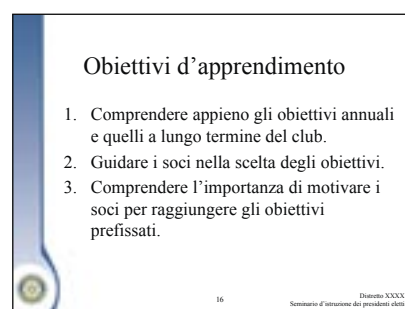 Obiettivi d'apprendimento
1. Comprendere appieno gli obiettivi annuali
e quelli a lungo termine del club.
2. Guidare i soci nella scelta degli obiettivi.
3. Comprendere l'importanza di motivare i
soci per raggiungere gli obiettivi
prefissati.
16
Distretto XXXX
Seminario d'istruzione dei presidenti eletti